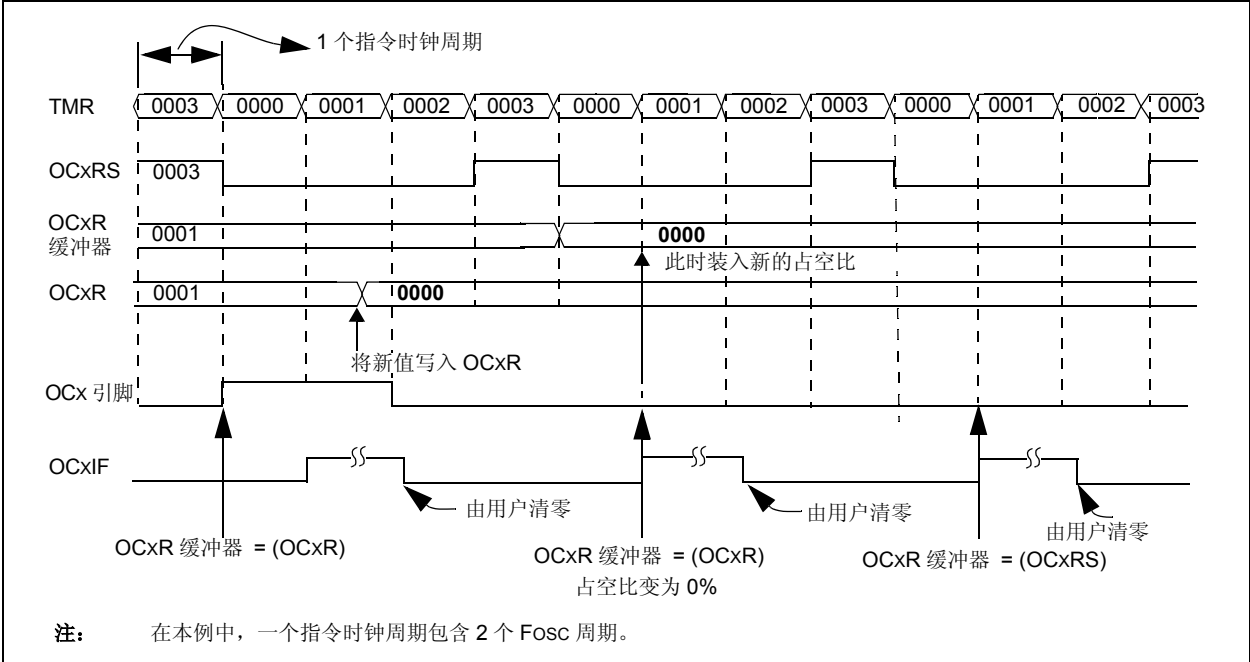 1 个指令时钟周期
TMR 0003 0000 0001 0002 0003 0000 0001 0002 0003 0000 0001 0002 0003
OCxRS 0003
OCxR
缓冲器 0001 0000
此时装入新的占空比
OCxR 0001 0000
将新值写入 OCxR
OCx 引脚
OCxIF
由用户清零 由用户清零 由用户清零
OCxR 缓冲器 = (OCxR) OCxR 缓冲器 = (OCxR) OCxR 缓冲器 = (OCxRS)
占空比变为 0%
注: 在本例中，一个指令时钟周期包含 2 个 Fosc 周期。